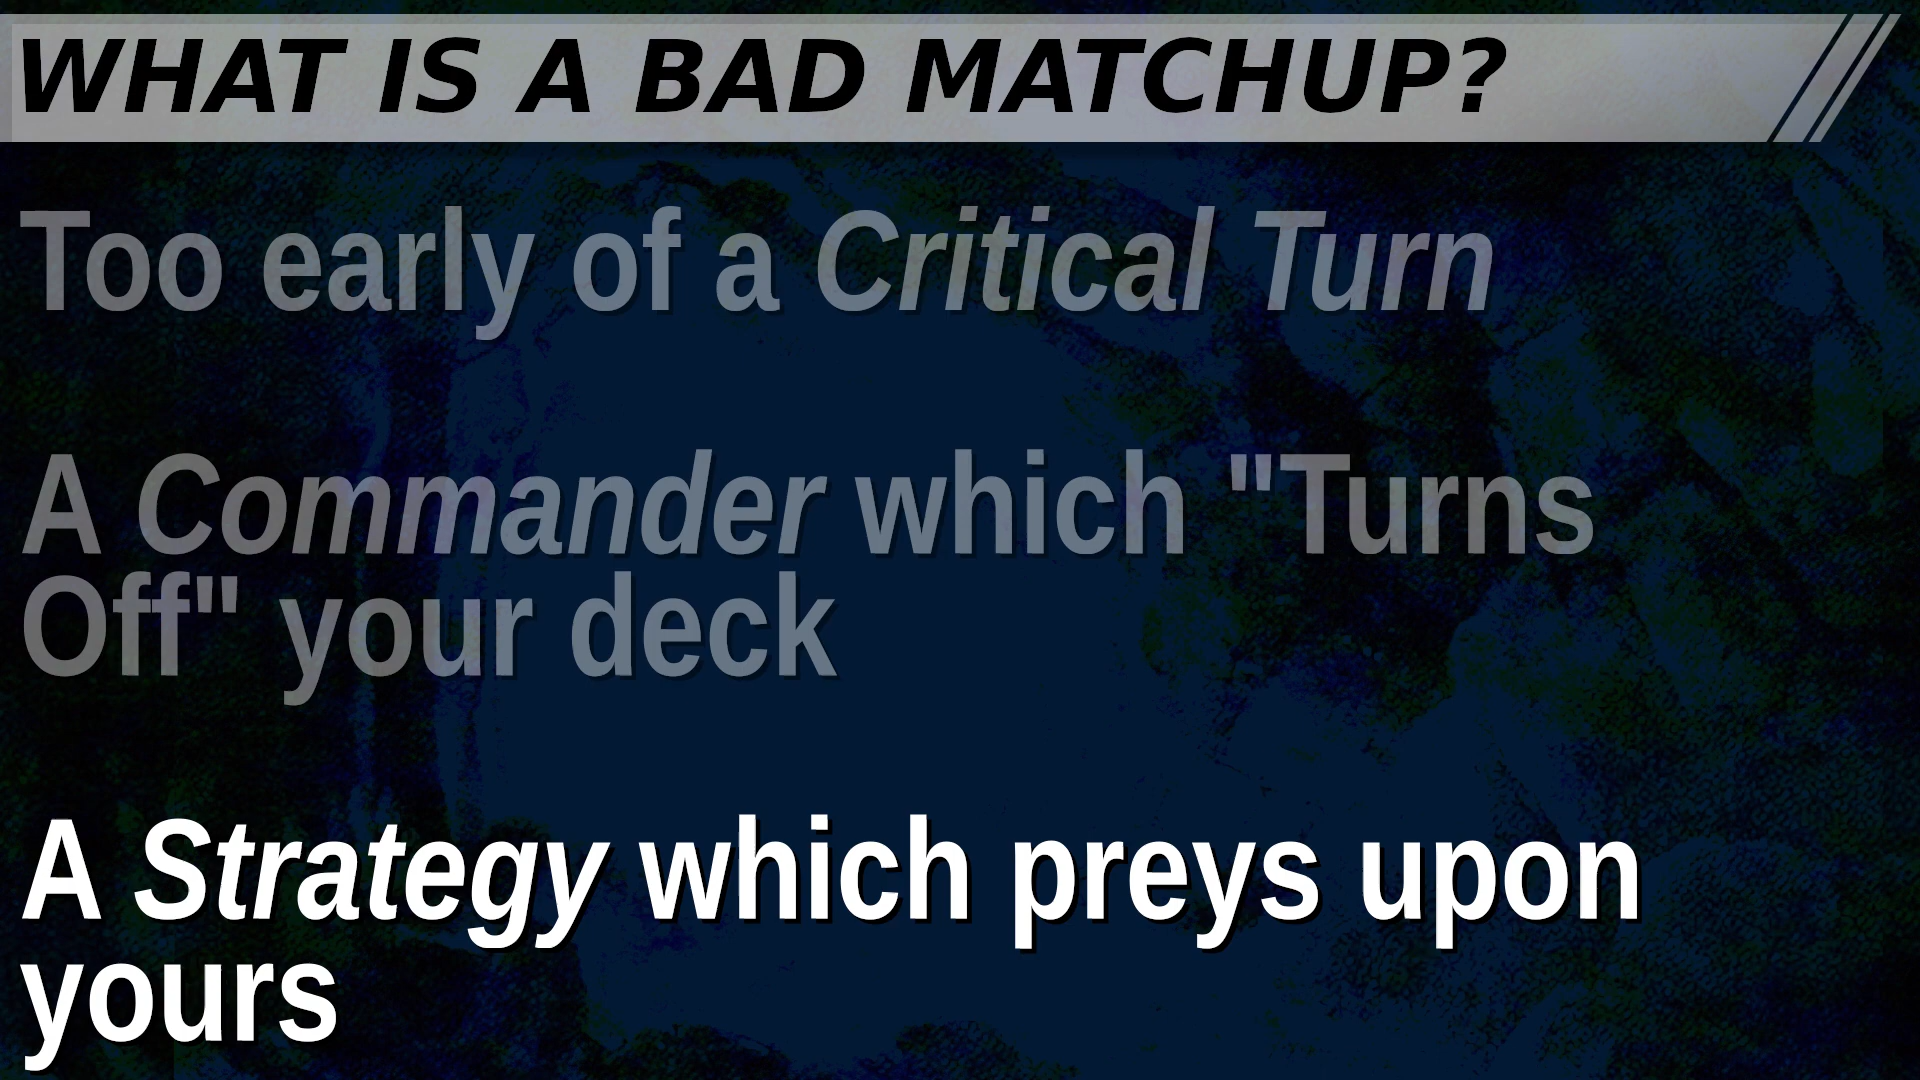 WHAT IS A BAD MATCHUP?
Too early of a Critical Turn
A Commander which "Turns
Off" your deck
A Strategy which preys upon
yours